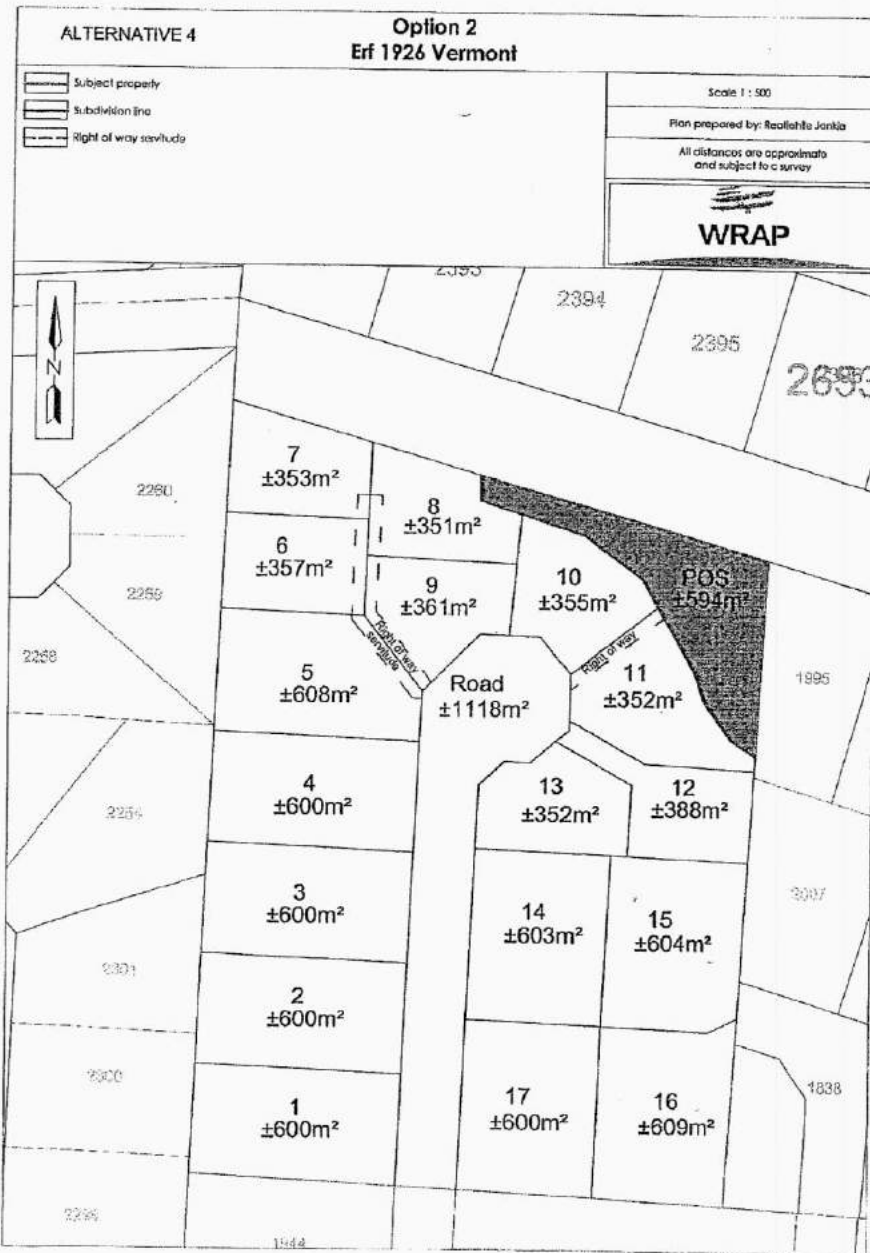 ALTERNATIVE 4
Option 2
Erf 1926 Vermont
Subject property
Subdivision line
Right of way servitude
Scale 1 : 500
All distances are approximate
and subject to a survey
WRAP
2393
2394
2395
N
7
±353m²
8
±351m²
2260
6
±357m²
9
±361m²
10
±355m²
POS
±594m²
2259
Right of way
servitude
Right of way
2258
5
±608m²
Road
±1118m²
11
±352m²
1995
4
±600m²
13
±352m²
12
±388m²
2264
3
±600m²
14
±603m²
15
±604m²
2301
2
±600m²
2300
1
±600m²
17
±600m²
16
±609m²
1838
1844